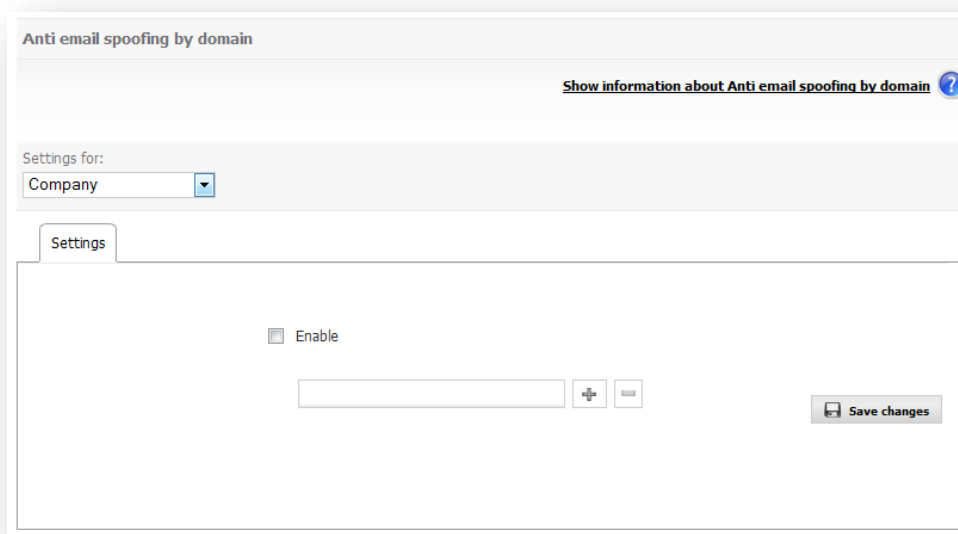 Anti email spoofing by domain
Show information about Anti email spoofing by domain ?
Settings for:
Company
Settings
Enable
Save changes